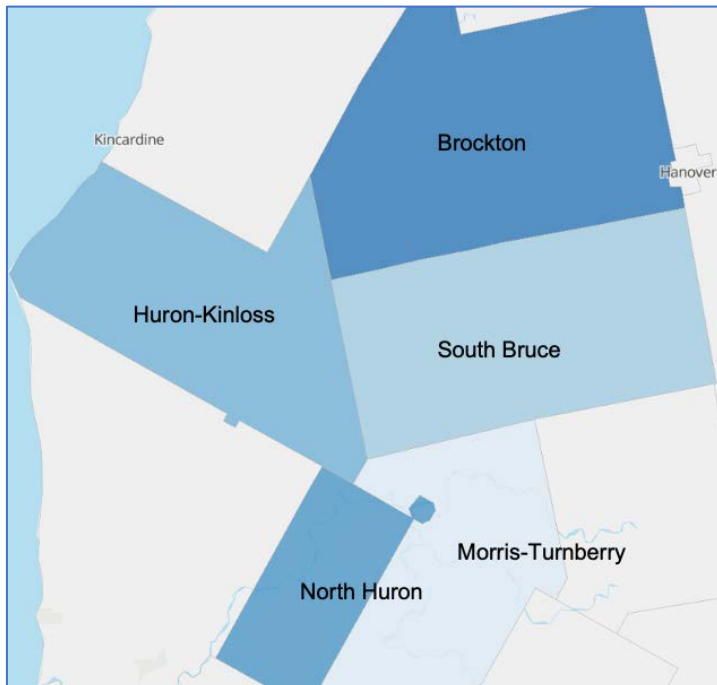 Kincardine
Brockton
Hanover
Huron-Kinloss
South Bruce
Morris-Turnberry
North Huron